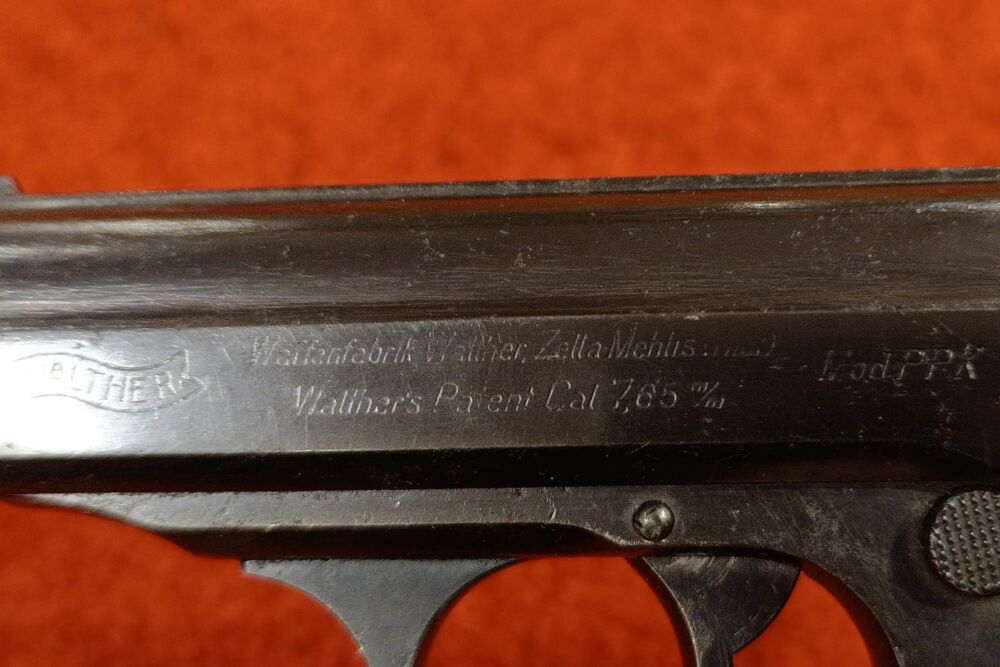 WALTHER
Waffenfabrik Walther, Zella-Mehlis (Thür.)
Walther's Patent Cal 7,65 m/m
Mod. PPK